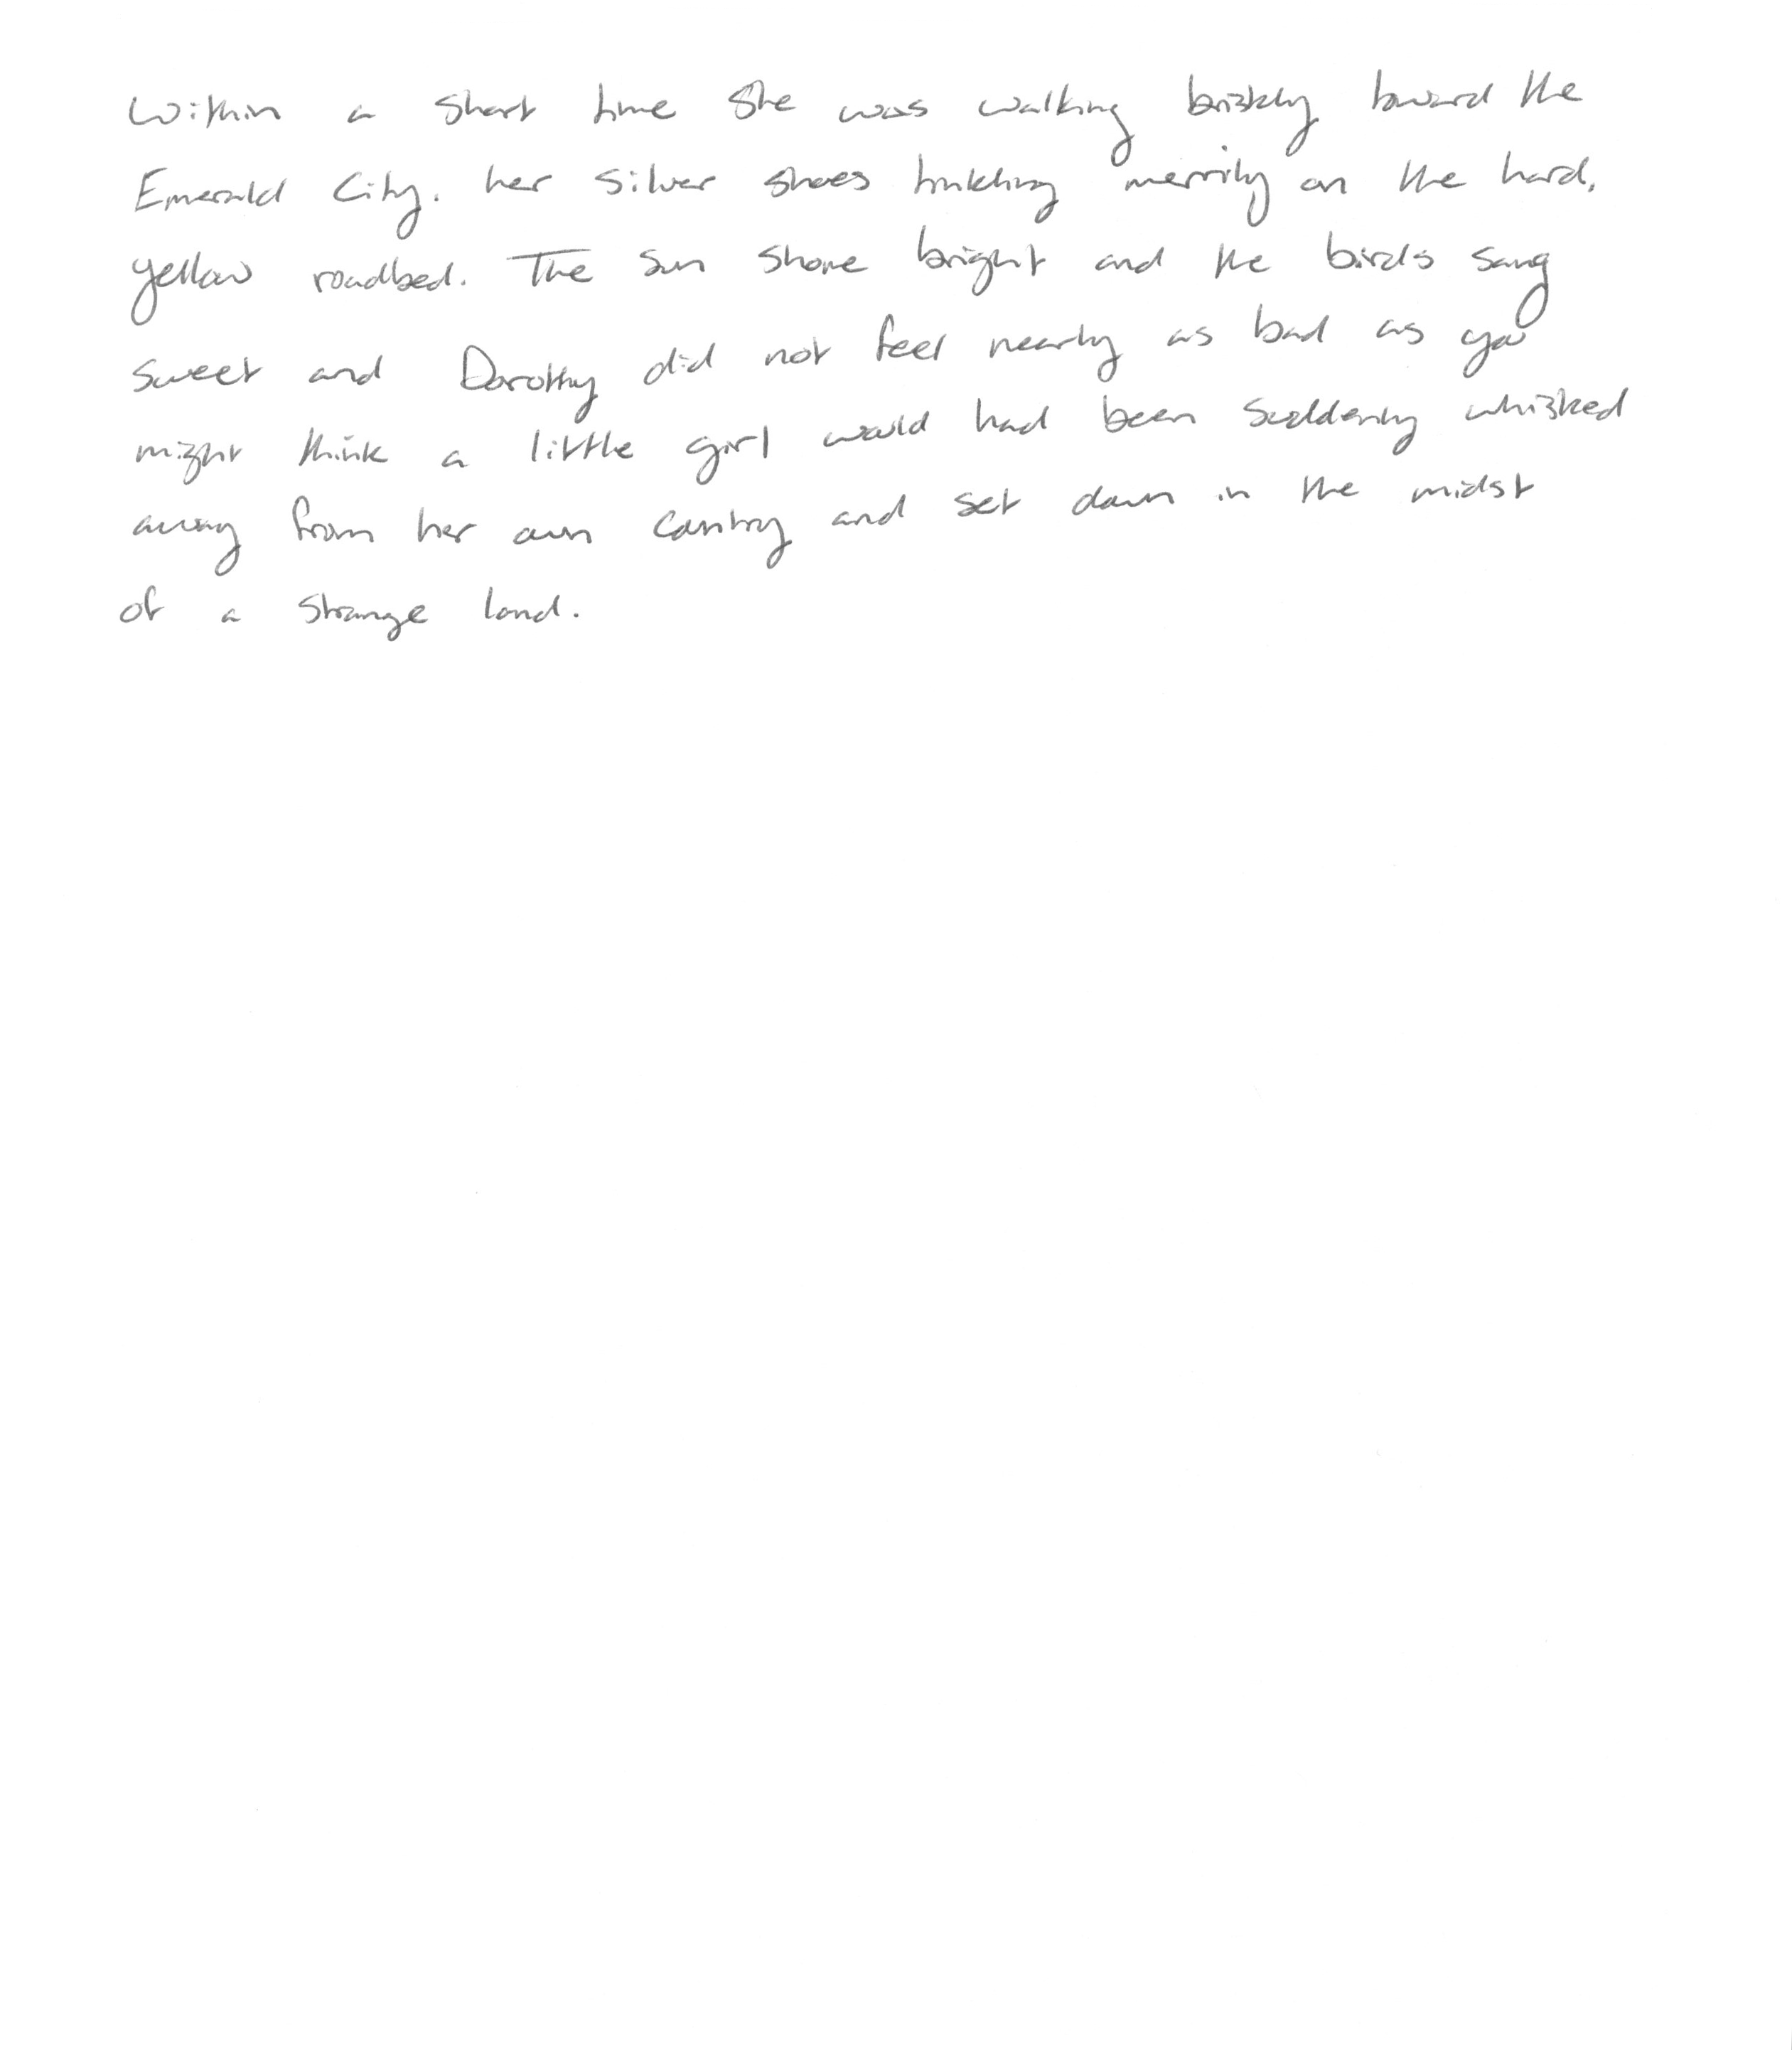 Within a short time she was walking briskly toward the
Emerald City, her silver shoes tinkling merrily on the hard,
yellow roadbed. The sun shone bright and the birds sang
sweet and Dorothy did not feel nearly as bad as you
might think a little girl would had been suddenly whisked
away from her own country and set down in the midst
of a strange land.